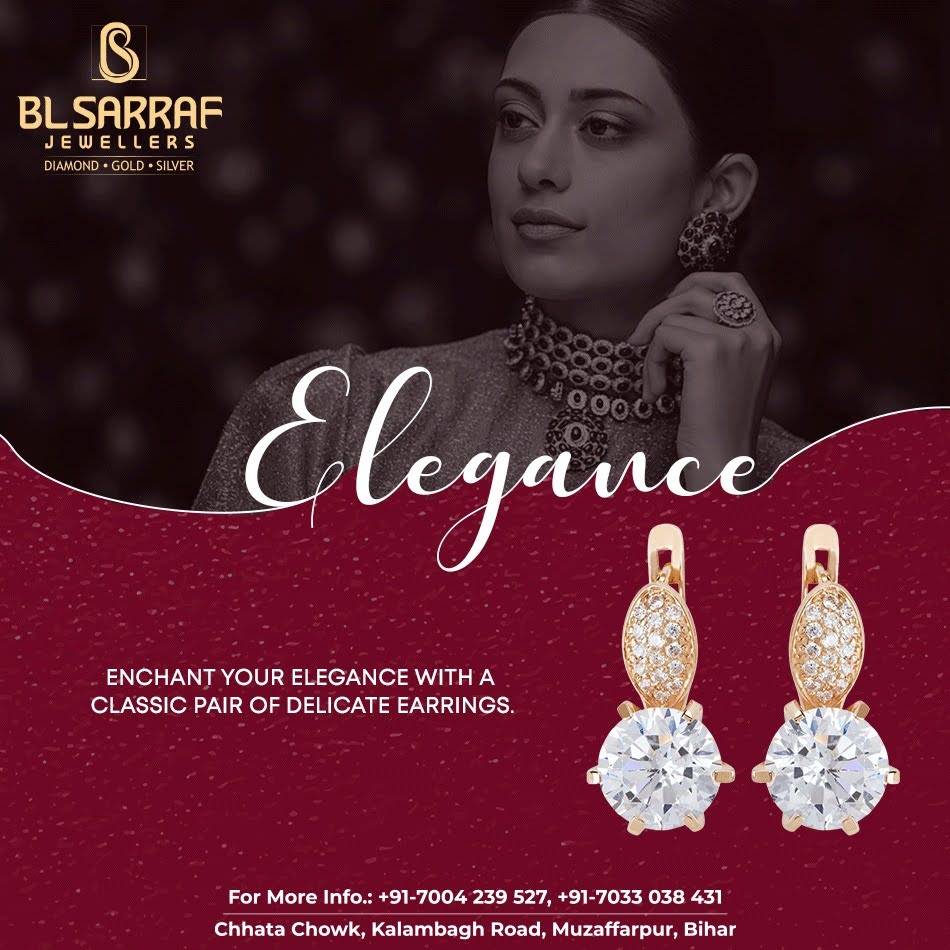 BL SARRAF
JEWELLERS
DIAMOND • GOLD • SILVER
Elegance
ENCHANT YOUR ELEGANCE WITH A
CLASSIC PAIR OF DELICATE EARRINGS.
For More Info.: +91-7004 239 527, +91-7033 038 431
Chhata Chowk, Kalambagh Road, Muzaffarpur, Bihar